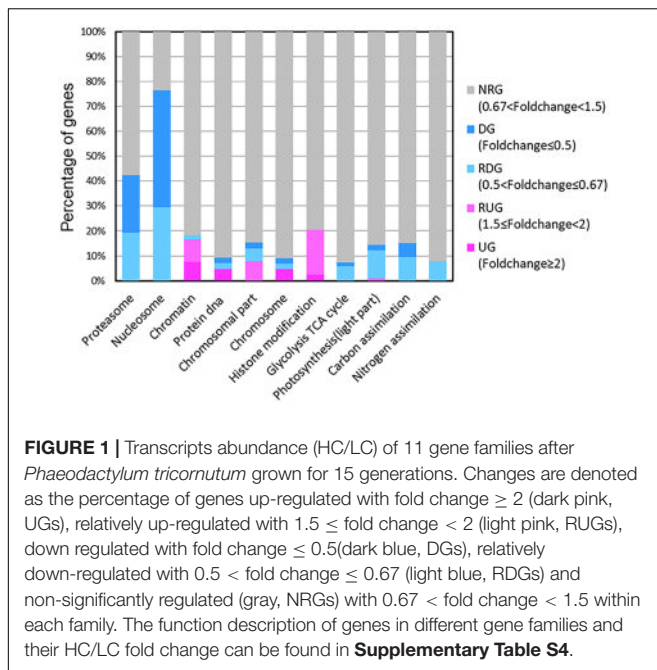 100%
90%
80%
70%
60%
50%
40%
30%
20%
10%
0%
Percentage of genes
Proteasome
Nucleosome
Chromatin
Protein dna
Chromosomal part
Chromosome
Histone modification
Glycolysis TCA cycle
Photosynthesis(light part)
Carbon assimilation
Nitrogen assimilation
NRG
(0.67<Foldchange<1.5)
DG
(Foldchange≤0.5)
RDG
(0.5<Foldchange≤0.67)
RUG
(1.5≤Foldchange<2)
UG
(Foldchange≥2)
FIGURE 1 | Transcripts abundance (HC/LC) of 11 gene families after
Phaeodactylum tricornutum grown for 15 generations. Changes are denoted
as the percentage of genes up-regulated with fold change ≥ 2 (dark pink,
UGs), relatively up-regulated with 1.5 ≤ fold change < 2 (light pink, RUGs),
down regulated with fold change ≤ 0.5(dark blue, DGs), relatively
down-regulated with 0.5 < fold change ≤ 0.67 (light blue, RDGs) and
non-significantly regulated (gray, NRGs) with 0.67 < fold change < 1.5 within
each family. The function description of genes in different gene families and
their HC/LC fold change can be found in Supplementary Table S4.